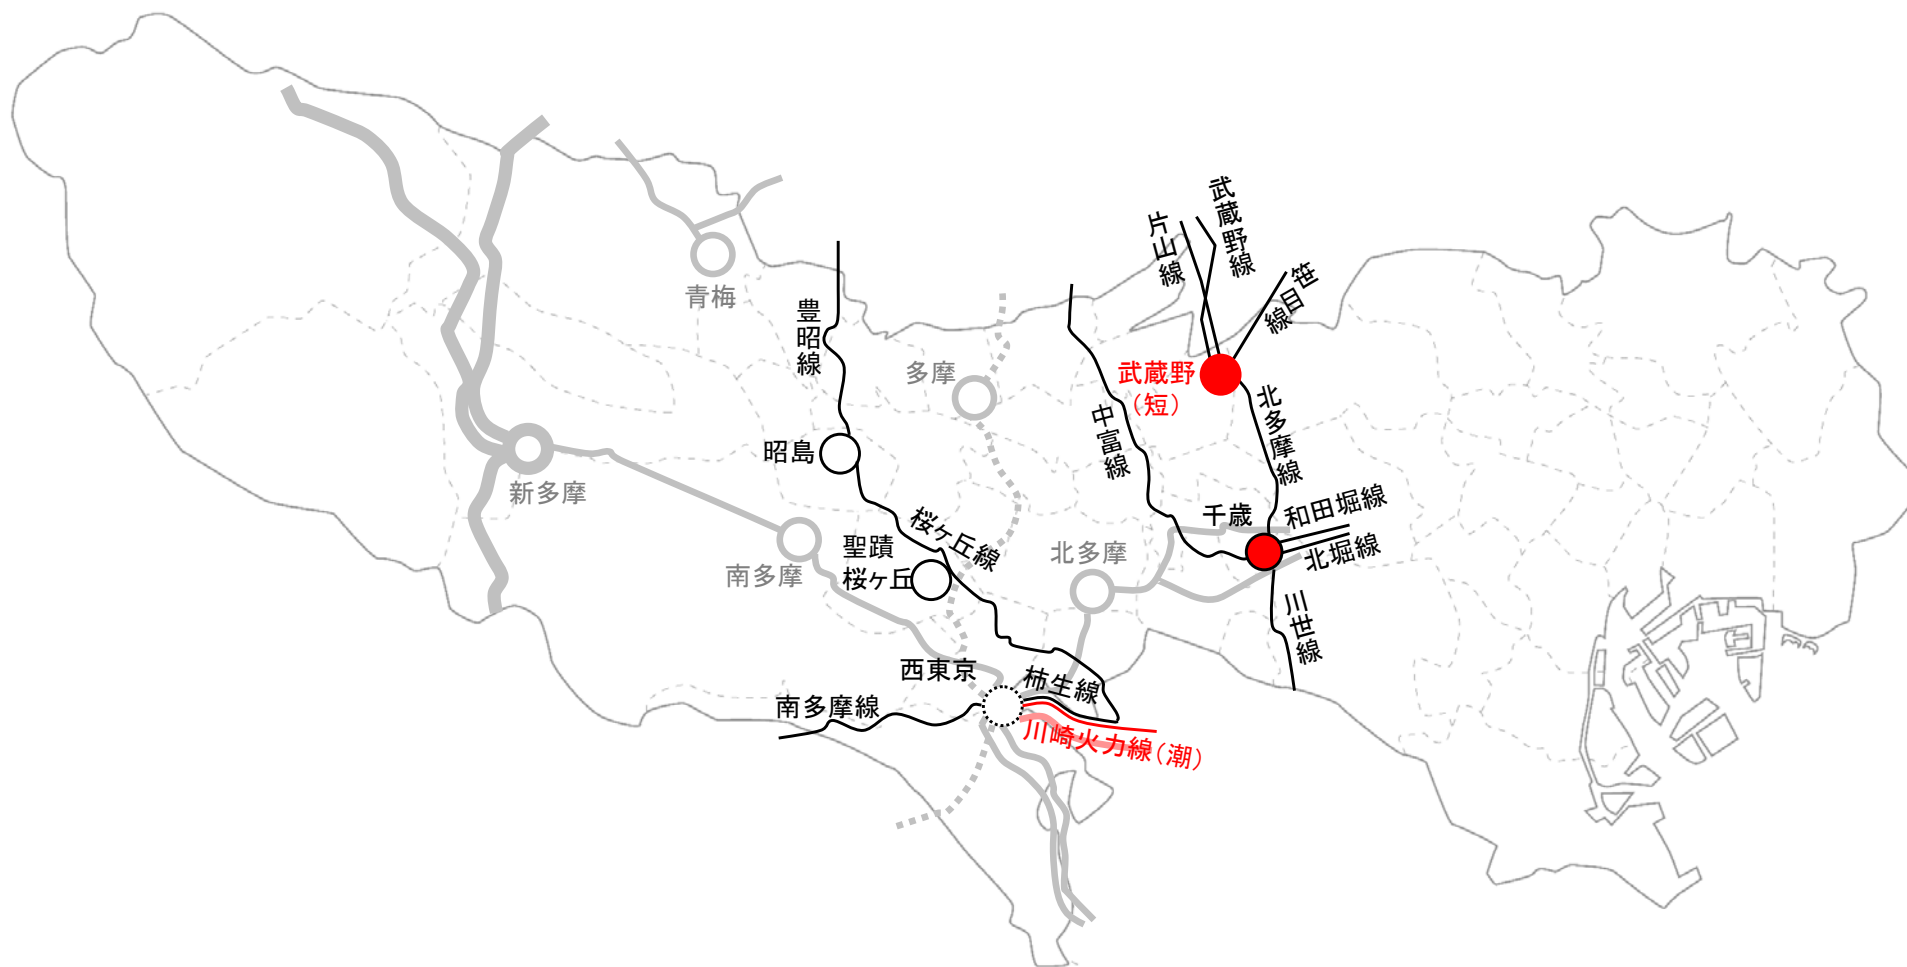 武蔵野線
片山線
笹目線
青梅
豊昭線
多摩
武蔵野
（短）
北多摩線
中富線
昭島
新多摩
和田堀線
千歳
桜ヶ丘線
聖蹟
桜ヶ丘
北多摩
北堀線
南多摩
川世線
西東京
柿生線
南多摩線
川崎火力線（潮）